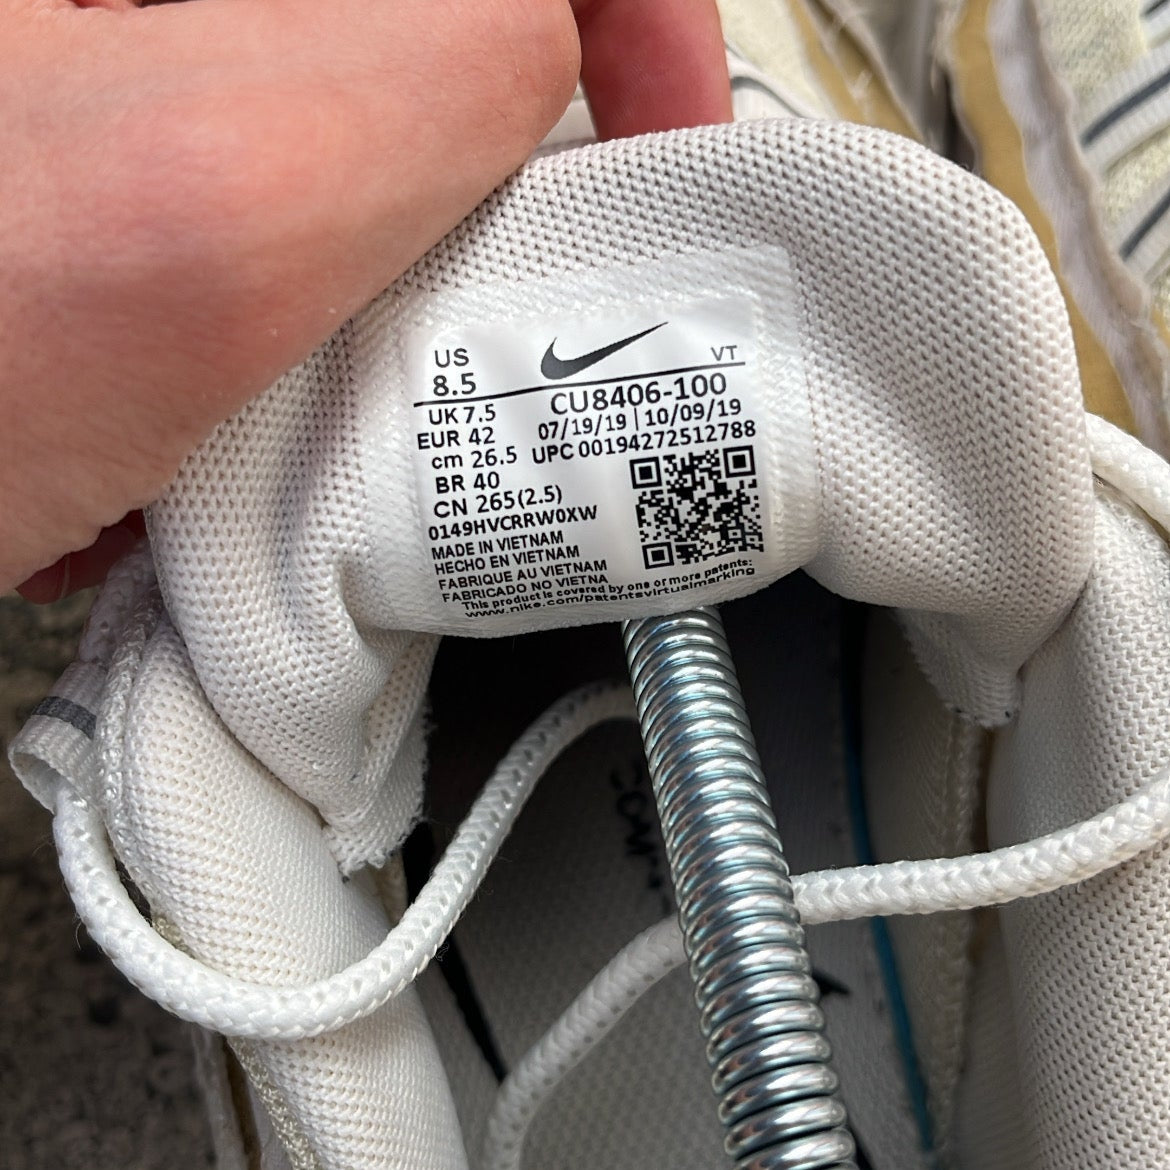 US
8.5
VT
UK 7.5
EUR 42
cm 26.5
BR 40
CN 265(2.5)
CU8406-100
07/19/19 | 10/09/19
UPC 00194272512788
0149HVCRRW0XW
MADE IN VIETNAM
HECHO EN VIETNAM
FABRIQUE AU VIETNAM
FABRICADO NO VIETNA
This product is covered by one or more patents:
www.nike.com/patentsvirtualmarking